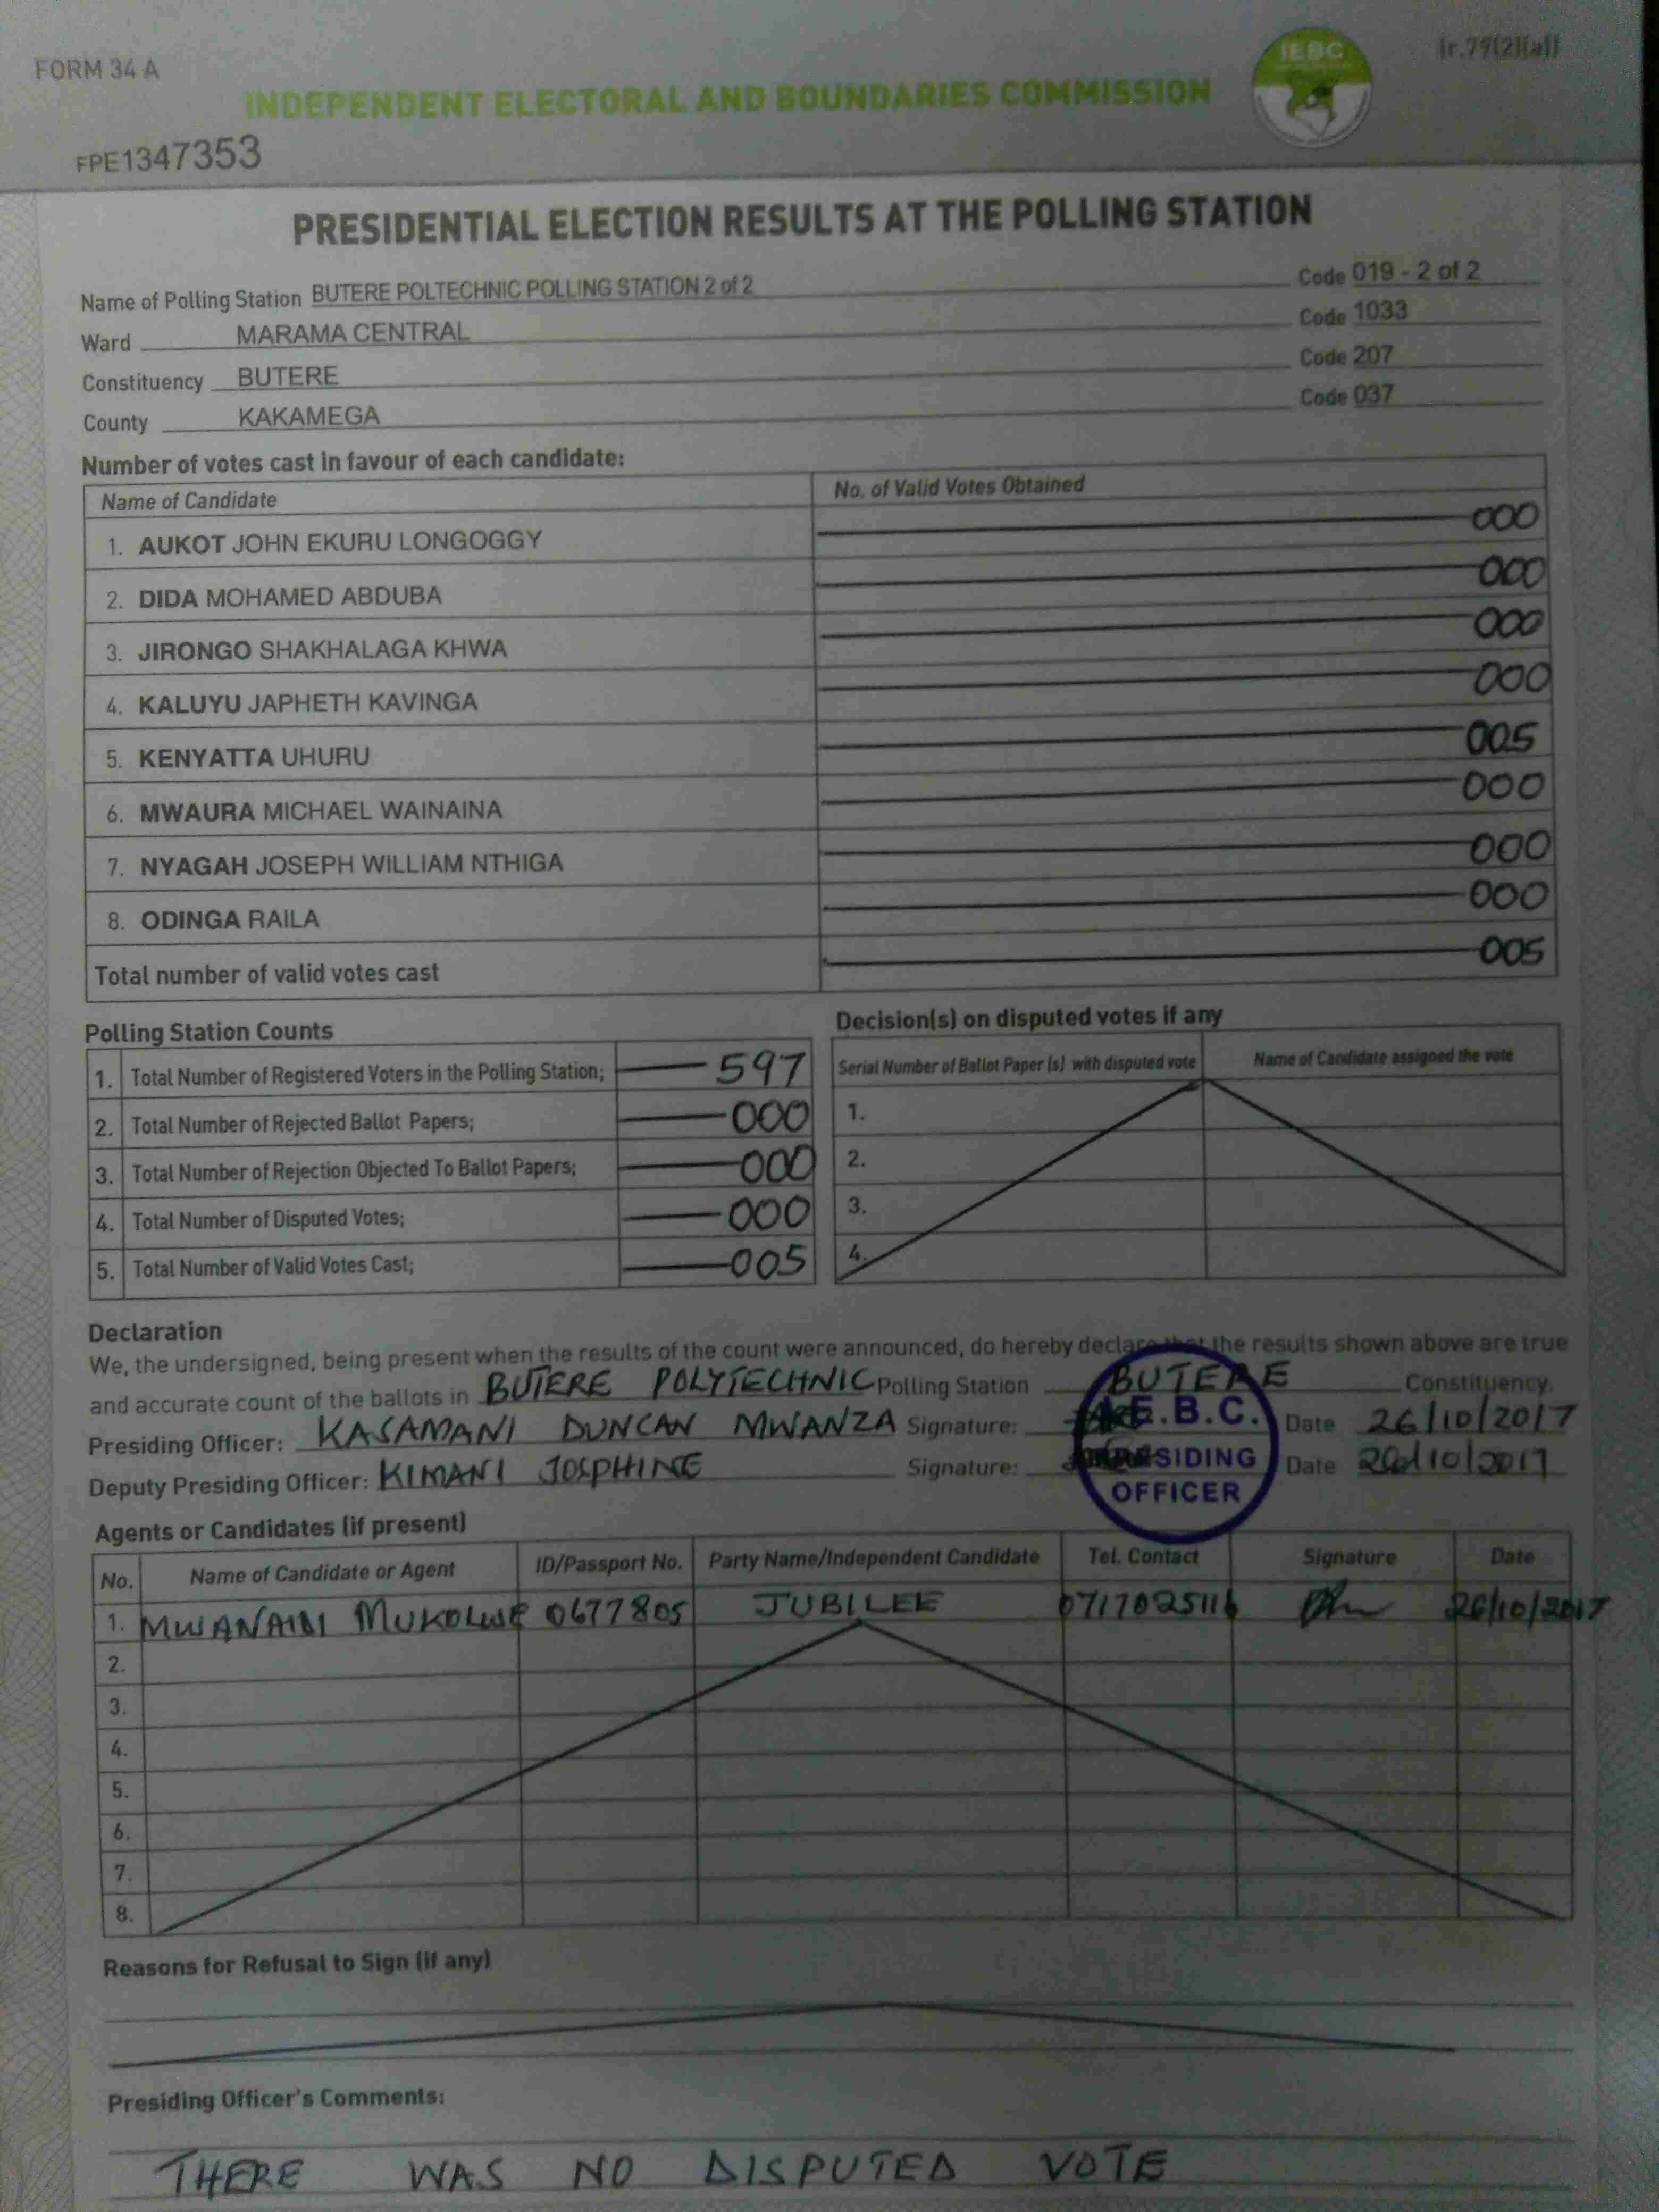 FORM 34 A
IEBC
(r.79(2)(a))
INDEPENDENT ELECTORAL AND BOUNDARIES COMMISSION
FPE1347353
PRESIDENTIAL ELECTION RESULTS AT THE POLLING STATION
Name of Polling Station BUTERE POLTECHNIC POLLING STATION 2 of 2 Code 019 - 2 of 2
Ward MARAMA CENTRAL Code 1033
Constituency BUTERE Code 207
County KAKAMEGA Code 037
Number of votes cast in favour of each candidate:
Name of Candidate No. of Valid Votes Obtained
1. AUKOT JOHN EKURU LONGOGGY 000
2. DIDA MOHAMED ABDUBA 000
3. JIRONGO SHAKHALAGA KHWA 000
4. KALUYU JAPHETH KAVINGA 000
5. KENYATTA UHURU 005
6. MWAURA MICHAEL WAINAINA 000
7. NYAGAH JOSEPH WILLIAM NTHIGA 000
8. ODINGA RAILA 000
Total number of valid votes cast 005
Polling Station Counts
1. Total Number of Registered Voters in the Polling Station; 597
2. Total Number of Rejected Ballot Papers; 000
3. Total Number of Rejection Objected To Ballot Papers; 000
4. Total Number of Disputed Votes; 000
5. Total Number of Valid Votes Cast; 005
Decision(s) on disputed votes if any
Serial Number of Ballot Paper (s) with disputed vote Name of Candidate assigned the vote
1.
2.
3.
4.
Declaration
We, the undersigned, being present when the results of the count were announced, do hereby declare that the results shown above are true
and accurate count of the ballots in BUTERE POLYTECHNIC Polling Station BUTERE Constituency.
Presiding Officer: KASAMANI DUNCAN MWANZA Signature: Date 26/10/2017
Deputy Presiding Officer: KIMANI JOSPHINE Signature: Date 26/10/2017
I.E.B.C.
PRESIDING
OFFICER
Agents or Candidates (if present)
No. Name of Candidate or Agent ID/Passport No. Party Name/Independent Candidate Tel. Contact Signature Date
1. MUKOLWE 0677805 JUBILEE 0717025116 26/10/2017
2.
3.
4.
5.
6.
7.
8.
Reasons for Refusal to Sign (if any)
Presiding Officer's Comments:
THERE WAS NO DISPUTED VOTE